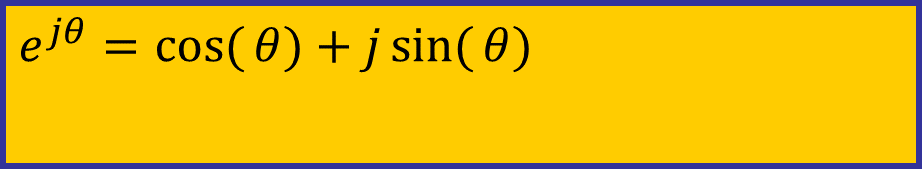 e^{jθ} = cos( θ) + j sin( θ)